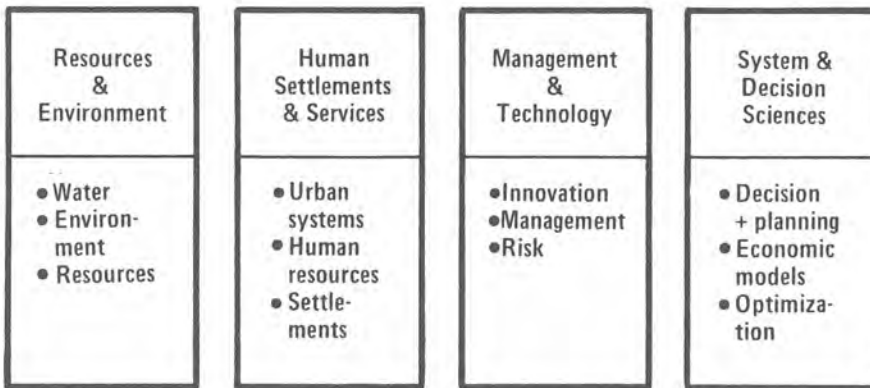 Resources
&
Environment
• Water
• Environ-
ment
• Resources
Human
Settlements
& Services
• Urban
systems
• Human
resources
• Settle-
ments
Management
&
Technology
•Innovation
•Management
•Risk
System &
Decision
Sciences
• Decision
+ planning
• Economic
models
• Optimiza-
tion